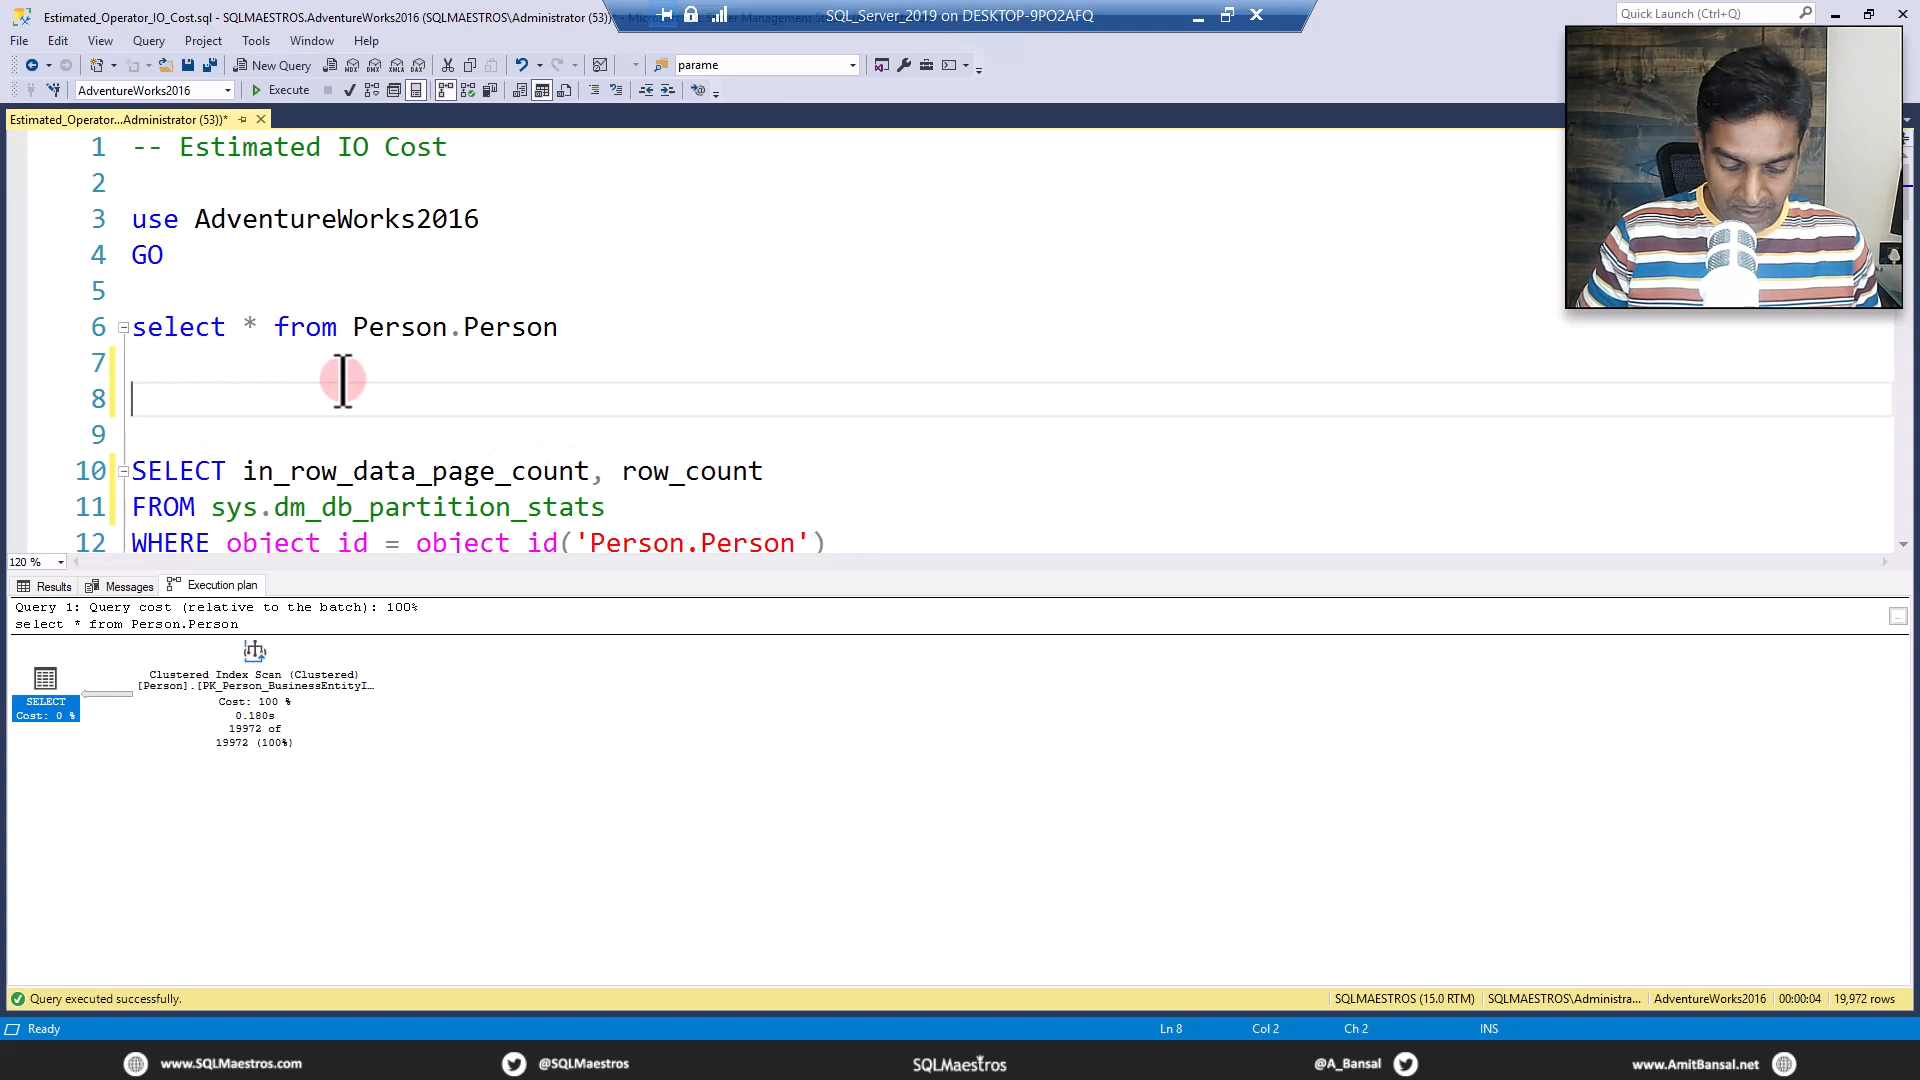 Estimated_Operator_IO_Cost.sql - SQLMAESTROS.AdventureWorks2016 (SQLMAESTROS\Administrator (53))
SQL_Server_2019 on DESKTOP-9PO2AFQ
Quick Launch (Ctrl+Q)
File Edit View Query Project Tools Window Help
New Query
parame
AdventureWorks2016
Execute
Estimated_Operator...Administrator (53))*
1 -- Estimated IO Cost
2
3 use AdventureWorks2016
4 GO
5
6 select * from Person.Person
7
8
9
10 SELECT in_row_data_page_count, row_count
11 FROM sys.dm_db_partition_stats
12 WHERE object_id = object_id('Person.Person')
120 %
Results Messages Execution plan
Query 1: Query cost (relative to the batch): 100%
select * from Person.Person
SELECT
Cost: 0 %
Clustered Index Scan (Clustered)
[Person].[PK_Person_BusinessEntityI...
Cost: 100 %
0.180s
19972 of
19972 (100%)
Query executed successfully.
SQLMAESTROS (15.0 RTM) SQLMAESTROS\Administra... AdventureWorks2016 00:00:04 19,972 rows
Ready
Ln 8 Col 2 Ch 2 INS
www.SQLMaestros.com @SQLMaestros SQLMaestros @A_Bansal www.AmitBansal.net